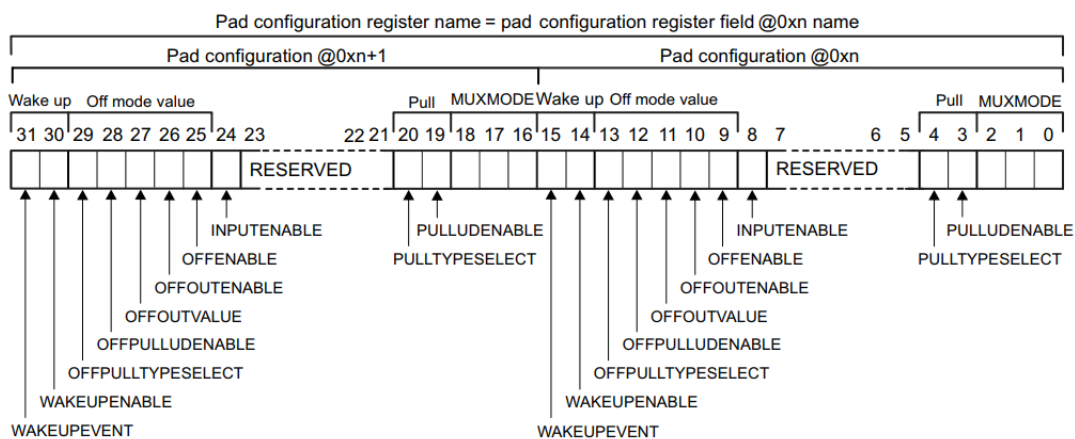 Pad configuration register name = pad configuration register field @0xn name
Pad configuration @0xn+1 Pad configuration @0xn
Wake up Off mode value Pull MUXMODE Wake up Off mode value Pull MUXMODE
31 30 29 28 27 26 25 24 23 22 21 20 19 18 17 16 15 14 13 12 11 10 9 8 7 6 5 4 3 2 1 0
RESERVED RESERVED
INPUTENABLE PULLUDENABLE INPUTENABLE PULLUDENABLE
OFFENABLE PULLTYPESELECT OFFENABLE PULLTYPESELECT
OFFOUTENABLE OFFOUTENABLE
OFFOUTVALUE OFFOUTVALUE
OFFPULLUDENABLE OFFPULLUDENABLE
OFFPULLTYPESELECT OFFPULLTYPESELECT
WAKEUPENABLE WAKEUPENABLE
WAKEUPEVENT WAKEUPEVENT